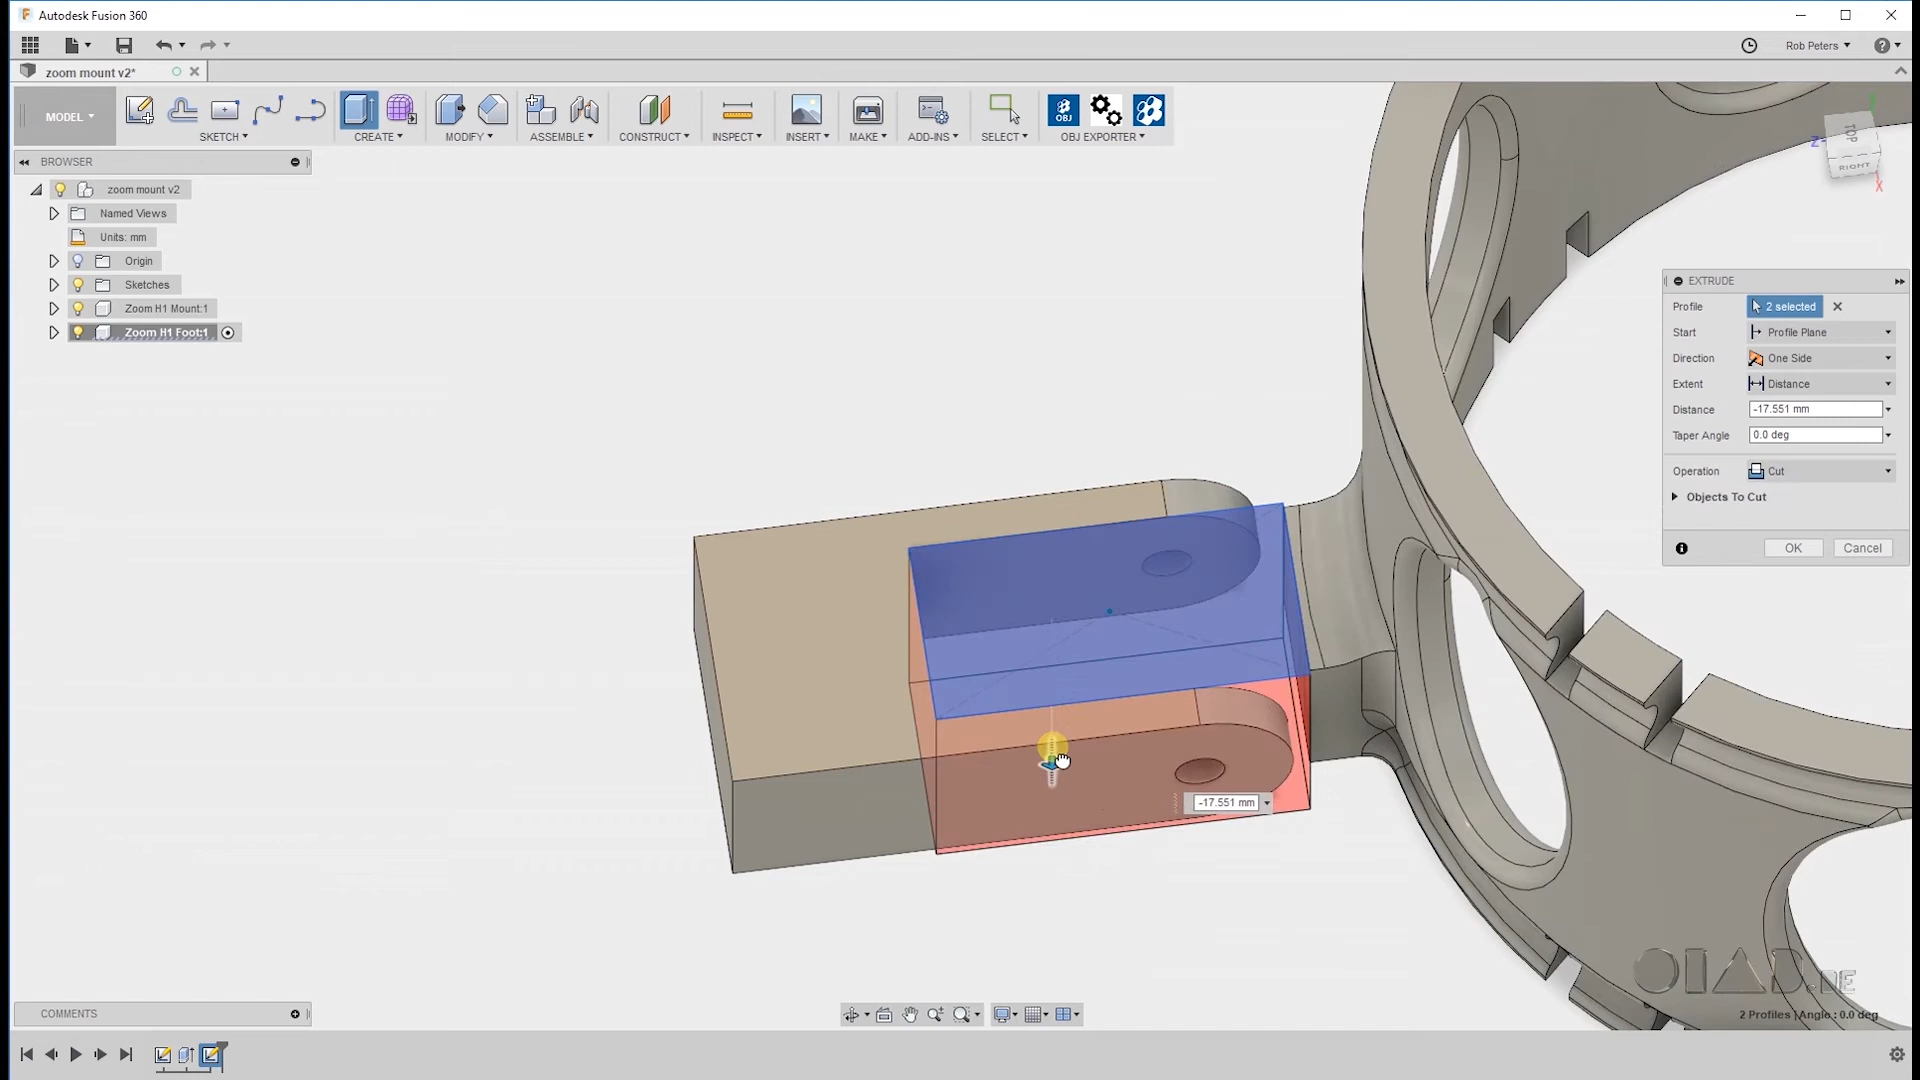 Autodesk Fusion 360
Rob Peters
zoom mount v2*
MODEL
SKETCH
CREATE
MODIFY
ASSEMBLE
CONSTRUCT
INSPECT
INSERT
MAKE
ADD-INS
SELECT
OBJ EXPORTER
OBJ
BROWSER
zoom mount v2
Named Views
Units: mm
Origin
Sketches
Zoom H1 Mount:1
Zoom H1 Foot:1
TOP
RIGHT
Z
X
EXTRUDE
Profile 2 selected
Start Profile Plane
Direction One Side
Extent Distance
Distance -17.551 mm
Taper Angle 0.0 deg
Operation Cut
Objects To Cut
OK Cancel
-17.551 mm
COMMENTS
2 Profiles | Angle : 0.0 deg